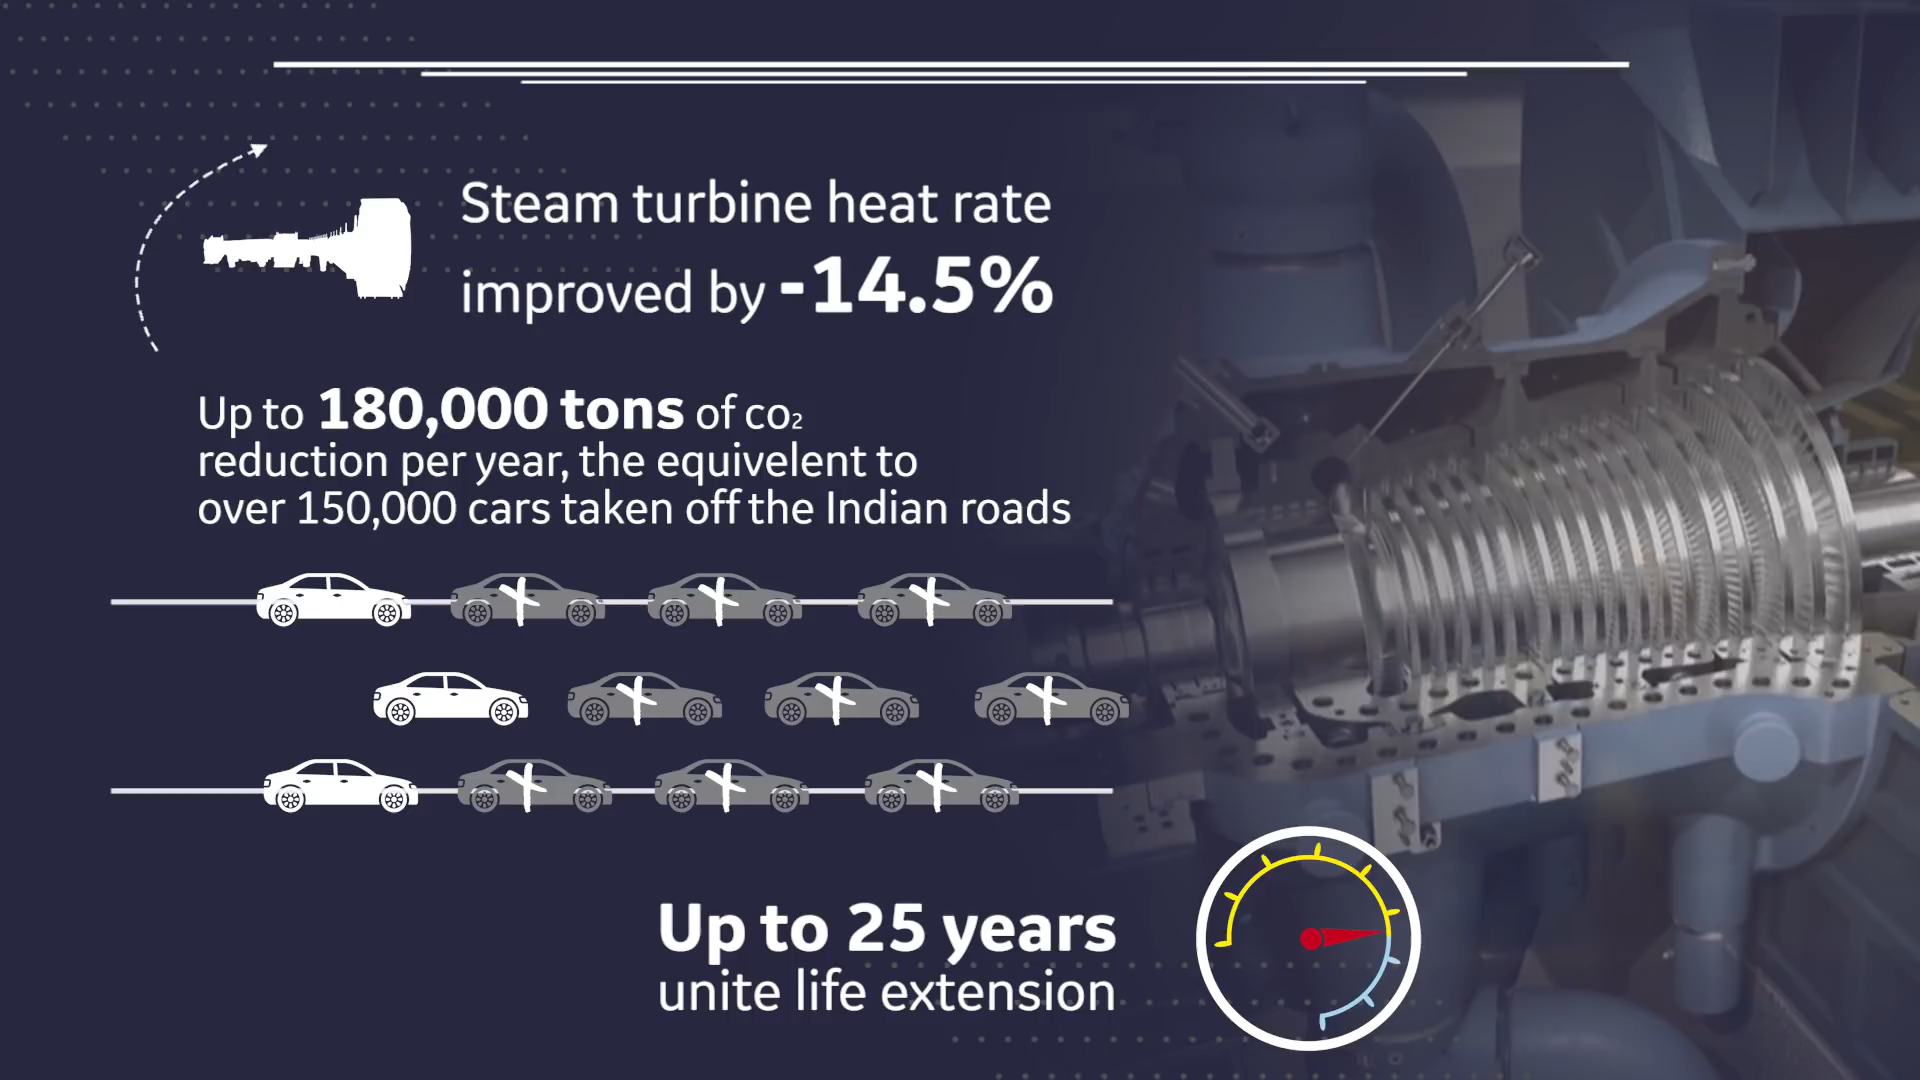 Steam turbine heat rate
improved by -14.5%
Up to 180,000 tons of co₂
reduction per year, the equivelent to
over 150,000 cars taken off the Indian roads
Up to 25 years
unite life extension